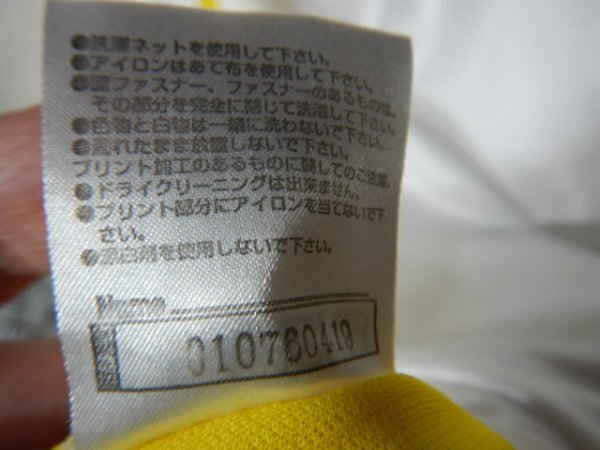 ●洗濯ネットを使用して下さい。
●アイロンはあて布を使用して下さい。
●面ファスナー、ファスナーのあるものは、
その部分を完全に閉じて洗濯して下さい。
●色物と白物は一緒に洗わないで下さい。
●濡れたまま放置しないで下さい。
プリント加工のあるものに関してのご注意
●ドライクリーニングは出来ません。
●プリント部分にアイロンを当てないで下
さい。
●漂白剤を使用しないで下さい。
Name
010760419